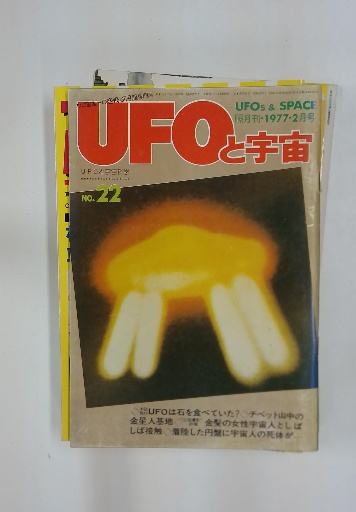 UFOと宇宙
UFOs & SPACE
隔月刊・1977・2月号
NO.22
UFOは石を食べていた? チベット山中の
金星人基地 金髪の女性宇宙人としば
しば接触 着陸した円盤に宇宙人の死体が…